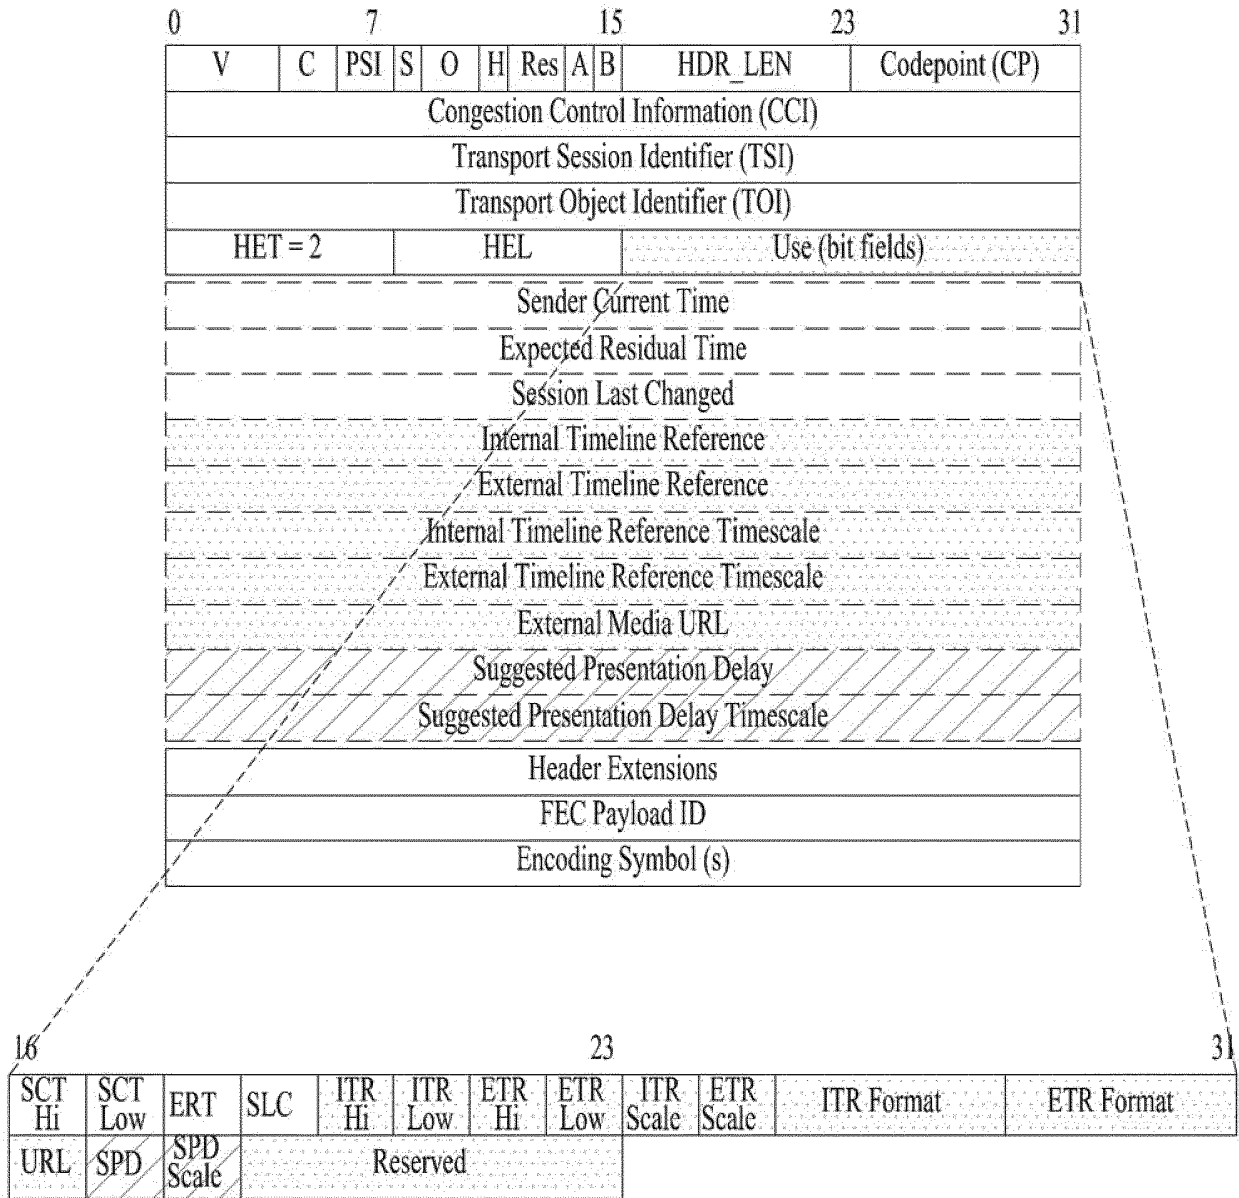 0 7 15 23 31
V C PSI S O H Res A B HDR_LEN Codepoint (CP)
Congestion Control Information (CCI)
Transport Session Identifier (TSI)
Transport Object Identifier (TOI)
HET = 2 HEL Use (bit fields)
Sender Current Time
Expected Residual Time
Session Last Changed
Internal Timeline Reference
External Timeline Reference
Internal Timeline Reference Timescale
External Timeline Reference Timescale
External Media URL
Suggested Presentation Delay
Suggested Presentation Delay Timescale
Header Extensions
FEC Payload ID
Encoding Symbol (s)
16 23 31
SCT Hi SCT Low ERT SLC ITR Hi ITR Low ETR Hi ETR Low ITR Scale ETR Scale ITR Format ETR Format
URL SPD SPD Scale Reserved